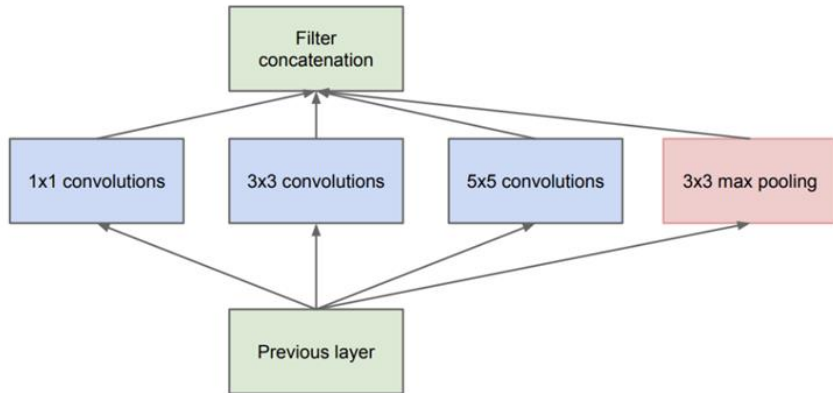 Filter
concatenation
1x1 convolutions
3x3 convolutions
5x5 convolutions
3x3 max pooling
Previous layer